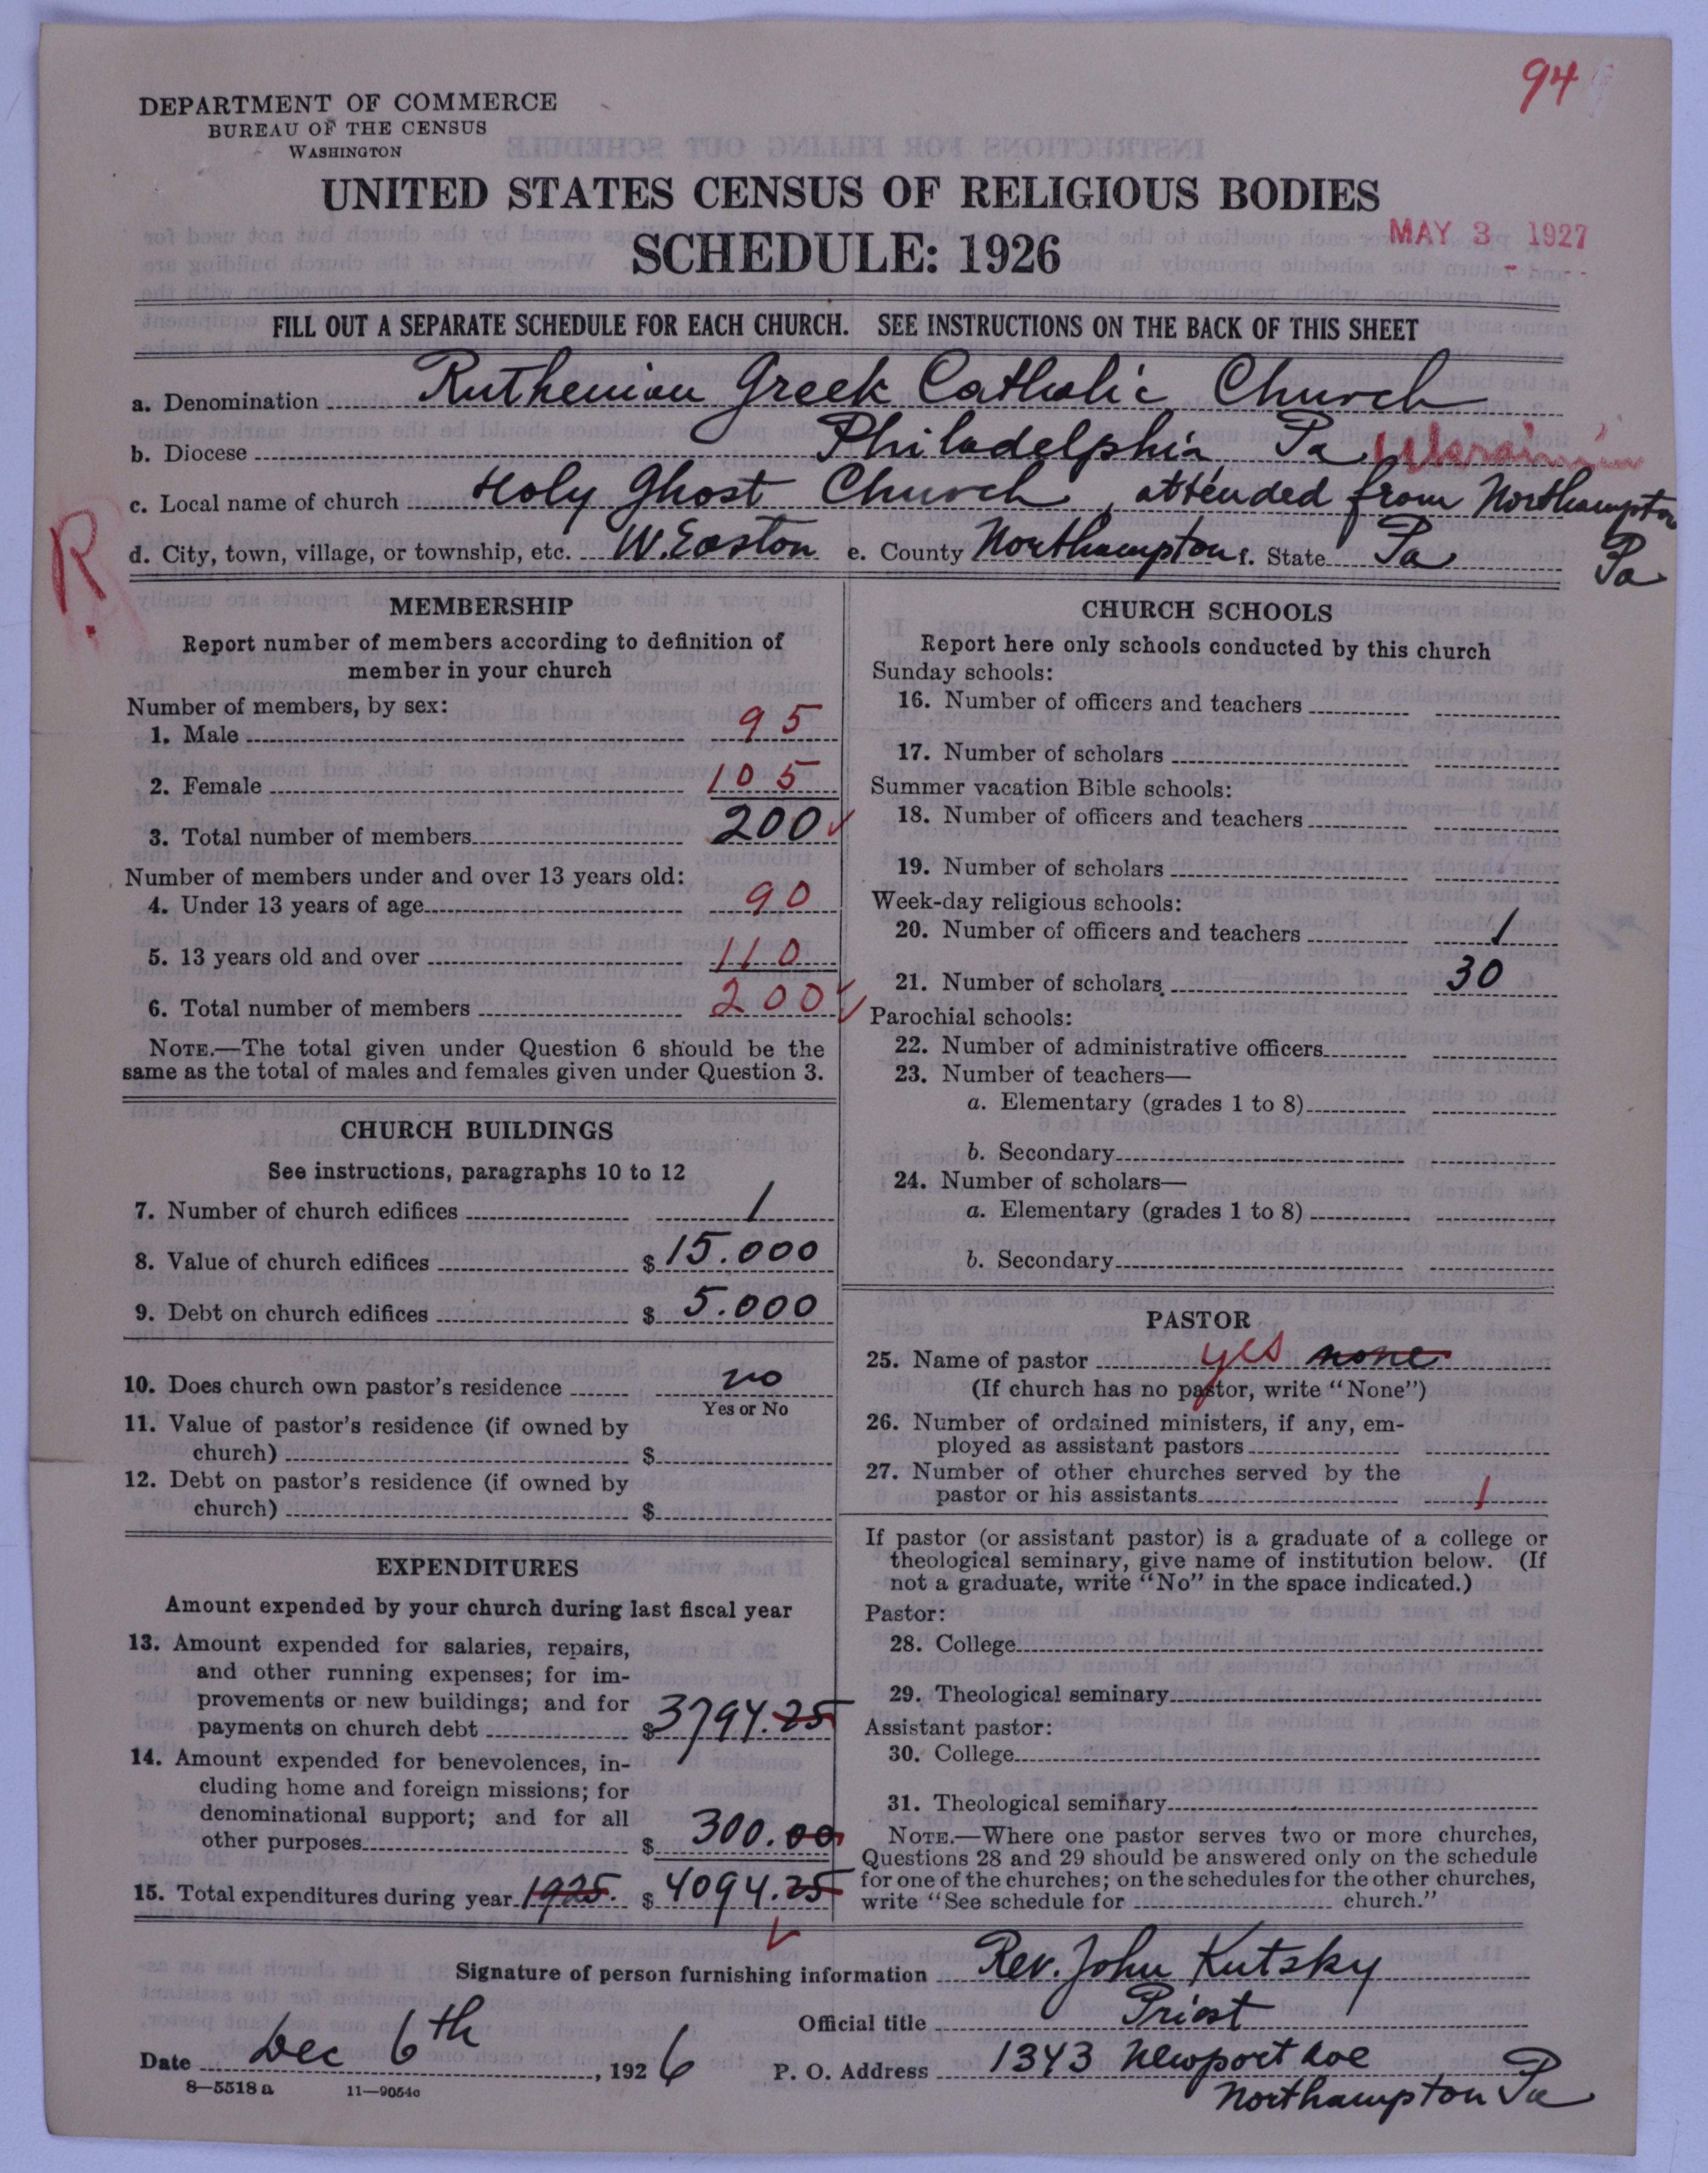 94
DEPARTMENT OF COMMERCE
BUREAU OF THE CENSUS
WASHINGTON
UNITED STATES CENSUS OF RELIGIOUS BODIES
MAY 3 1927
SCHEDULE: 1926
FILL OUT A SEPARATE SCHEDULE FOR EACH CHURCH. SEE INSTRUCTIONS ON THE BACK OF THIS SHEET
a. Denomination Ruthenian Greek Catholic Church
b. Diocese Philadelphia, Pa Ukrainian
c. Local name of church Holy Ghost Church, attended from Northampton Pa
R.
d. City, town, village, or township, etc. W. Easton e. County Northampton f. State Pa
MEMBERSHIP
Report number of members according to definition of
member in your church
Number of members, by sex:
1. Male 95
2. Female 105
3. Total number of members 200
Number of members under and over 13 years old:
4. Under 13 years of age 90
5. 13 years old and over 110
6. Total number of members 200
NOTE.—The total given under Question 6 should be the
same as the total of males and females given under Question 3.
CHURCH BUILDINGS
See instructions, paragraphs 10 to 12
7. Number of church edifices 1
8. Value of church edifices $ 15.000
9. Debt on church edifices $ 5.000
10. Does church own pastor's residence no
Yes or No
11. Value of pastor's residence (if owned by
church) $
12. Debt on pastor's residence (if owned by
church) $
EXPENDITURES
Amount expended by your church during last fiscal year
13. Amount expended for salaries, repairs,
and other running expenses; for im-
provements or new buildings; and for
payments on church debt $ 3794.25
14. Amount expended for benevolences, in-
cluding home and foreign missions; for
denominational support; and for all
other purposes $ 300.00
15. Total expenditures during year 1925. $ 4094.25
CHURCH SCHOOLS
Report here only schools conducted by this church
Sunday schools:
16. Number of officers and teachers
17. Number of scholars
Summer vacation Bible schools:
18. Number of officers and teachers
19. Number of scholars
Week-day religious schools:
20. Number of officers and teachers 1
21. Number of scholars 30
Parochial schools:
22. Number of administrative officers
23. Number of teachers—
a. Elementary (grades 1 to 8)
b. Secondary
24. Number of scholars—
a. Elementary (grades 1 to 8)
b. Secondary
PASTOR
25. Name of pastor yes none
(If church has no pastor, write "None")
26. Number of ordained ministers, if any, em-
ployed as assistant pastors
27. Number of other churches served by the
pastor or his assistants 1
If pastor (or assistant pastor) is a graduate of a college or
theological seminary, give name of institution below. (If
not a graduate, write "No" in the space indicated.)
Pastor:
28. College
29. Theological seminary
Assistant pastor:
30. College
31. Theological seminary
NOTE.—Where one pastor serves two or more churches,
Questions 28 and 29 should be answered only on the schedule
for one of the churches; on the schedules for the other churches,
write "See schedule for church."
Signature of person furnishing information Rev. John Kutsky
Official title Priest
Date Dec 6th, 1926 P. O. Address 1343 Newport Ave
Northampton Pa
8—5518 a 11—9054c